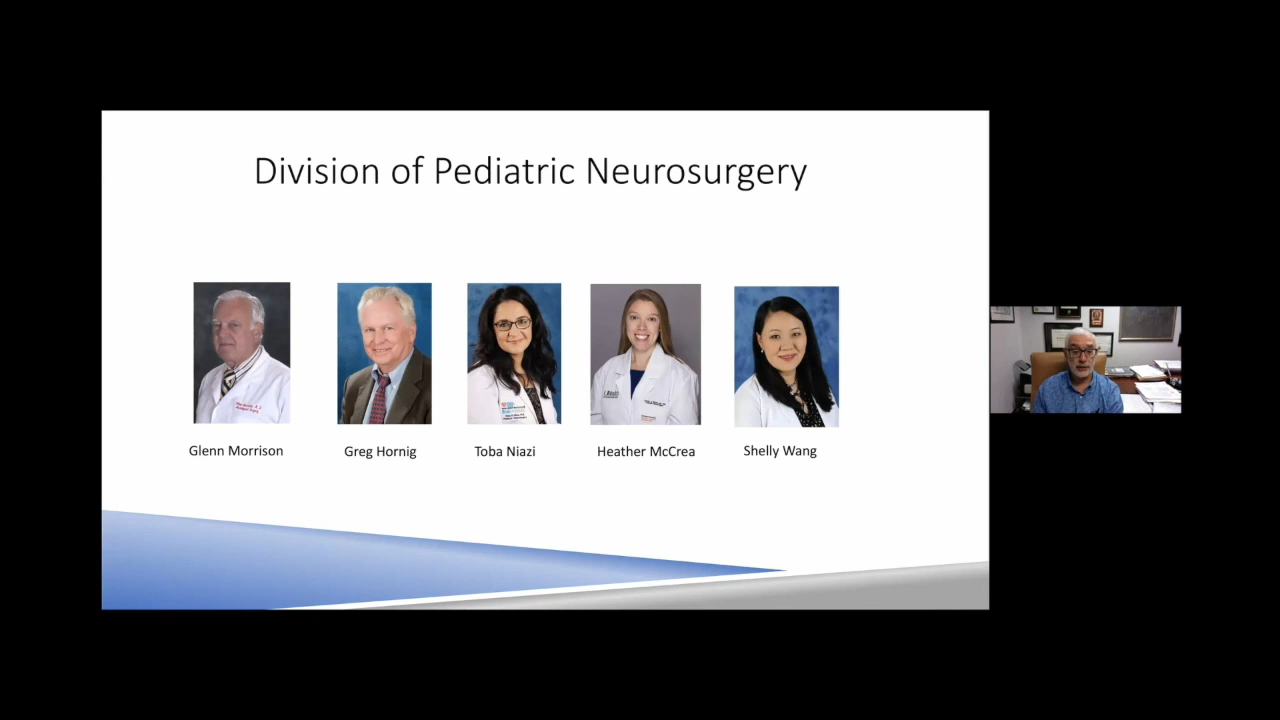 Division of Pediatric Neurosurgery
Glenn Morrison
Greg Hornig
Toba Niazi
Heather McCrea
Shelly Wang